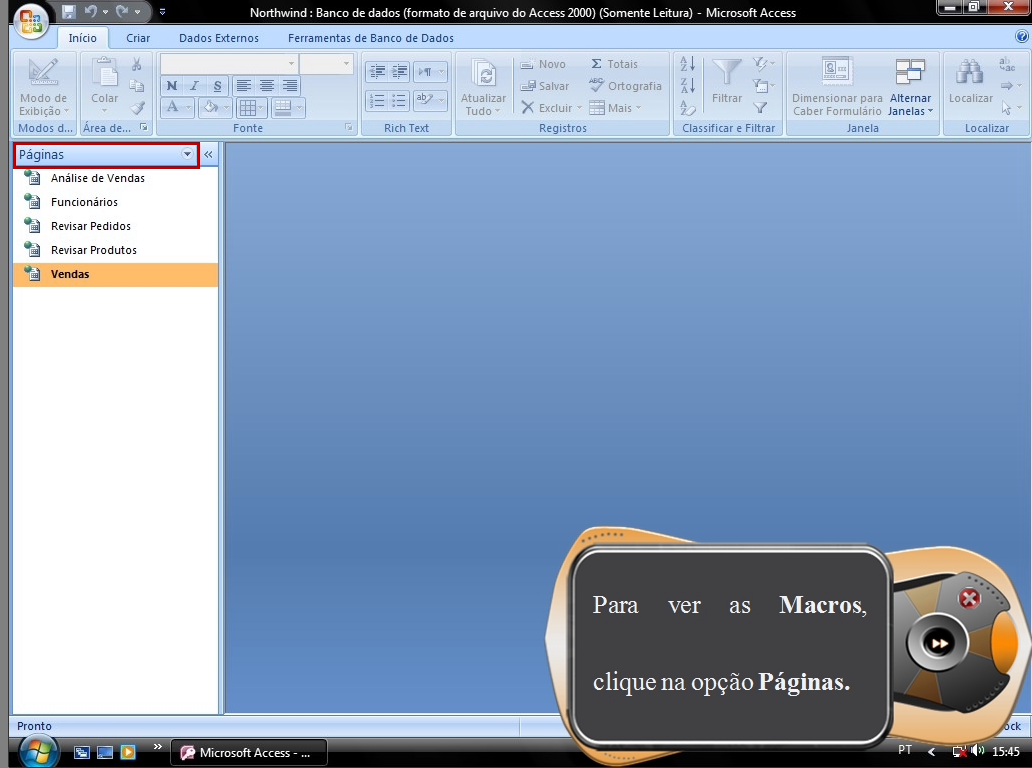 Northwind : Banco de dados (formato de arquivo do Access 2000) (Somente Leitura) - Microsoft Access
Início Criar Dados Externos Ferramentas de Banco de Dados
Modo de Exibição
Modos d...
Colar
Área de...
N I S
A
Fonte
ab
Rich Text
Atualizar Tudo
Novo
Salvar
Excluir
Totais
Ortografia
Mais
Registros
Filtrar
Classificar e Filtrar
Dimensionar para Caber Formulário
Alternar Janelas
Janela
Localizar
Localizar
Páginas
Análise de Vendas
Funcionários
Revisar Pedidos
Revisar Produtos
Vendas
Para ver as Macros,
clique na opção Páginas.
Pronto
ock
Microsoft Access - ...
PT
15:45